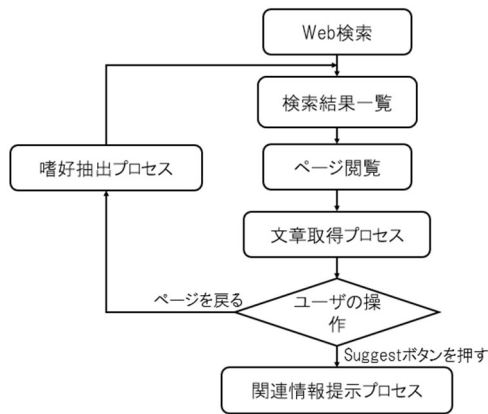 Web検索
検索結果一覧
嗜好抽出プロセス
ページ閲覧
文章取得プロセス
ページを戻る
ユーザの操
作
Suggestボタンを押す
関連情報提示プロセス